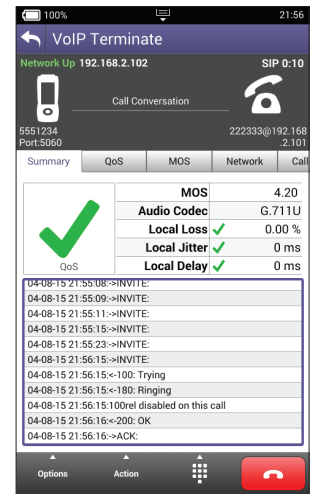 100% 21:56
VoIP Terminate
Network Up 192.168.2.102 SIP 0:10
Call Conversation
5551234 222333@192.168
Port:5060 .2.101
Summary QoS MOS Network Call
MOS 4.20
Audio Codec G.711U
Local Loss 0.00 %
Local Jitter 0 ms
QoS Local Delay 0 ms
04-08-15 21:55:08:->INVITE:
04-08-15 21:55:09:->INVITE:
04-08-15 21:55:11:->INVITE:
04-08-15 21:55:15:->INVITE:
04-08-15 21:55:23:->INVITE:
04-08-15 21:56:15:->INVITE:
04-08-15 21:56:15:<-100: Trying
04-08-15 21:56:15:<-180: Ringing
04-08-15 21:56:15:100rel disabled on this call
04-08-15 21:56:16:<-200: OK
04-08-15 21:56:16:->ACK:
Options Action